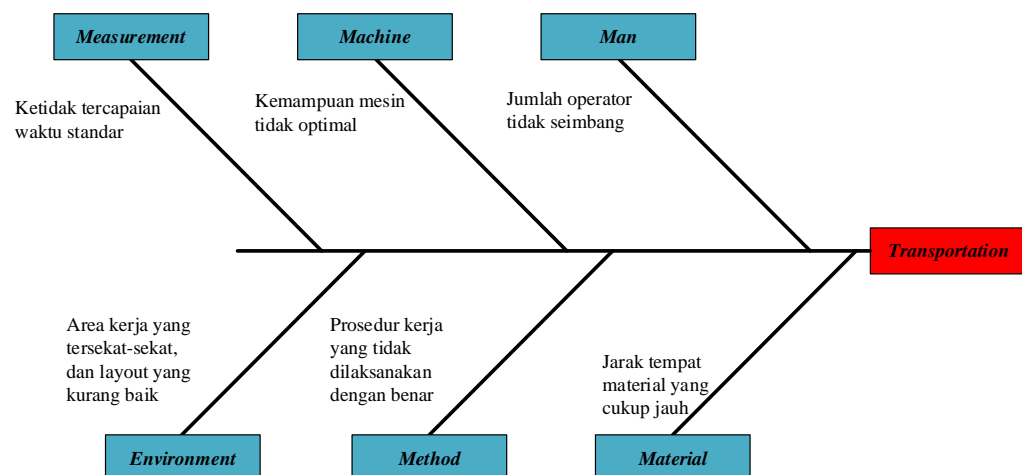 Measurement
Machine
Man
Ketidak tercapaian
waktu standar
Kemampuan mesin
tidak optimal
Jumlah operator
tidak seimbang
Transportation
Area kerja yang
tersekat-sekat,
dan layout yang
kurang baik
Prosedur kerja
yang tidak
dilaksanakan
dengan benar
Jarak tempat
material yang
cukup jauh
Environment
Method
Material